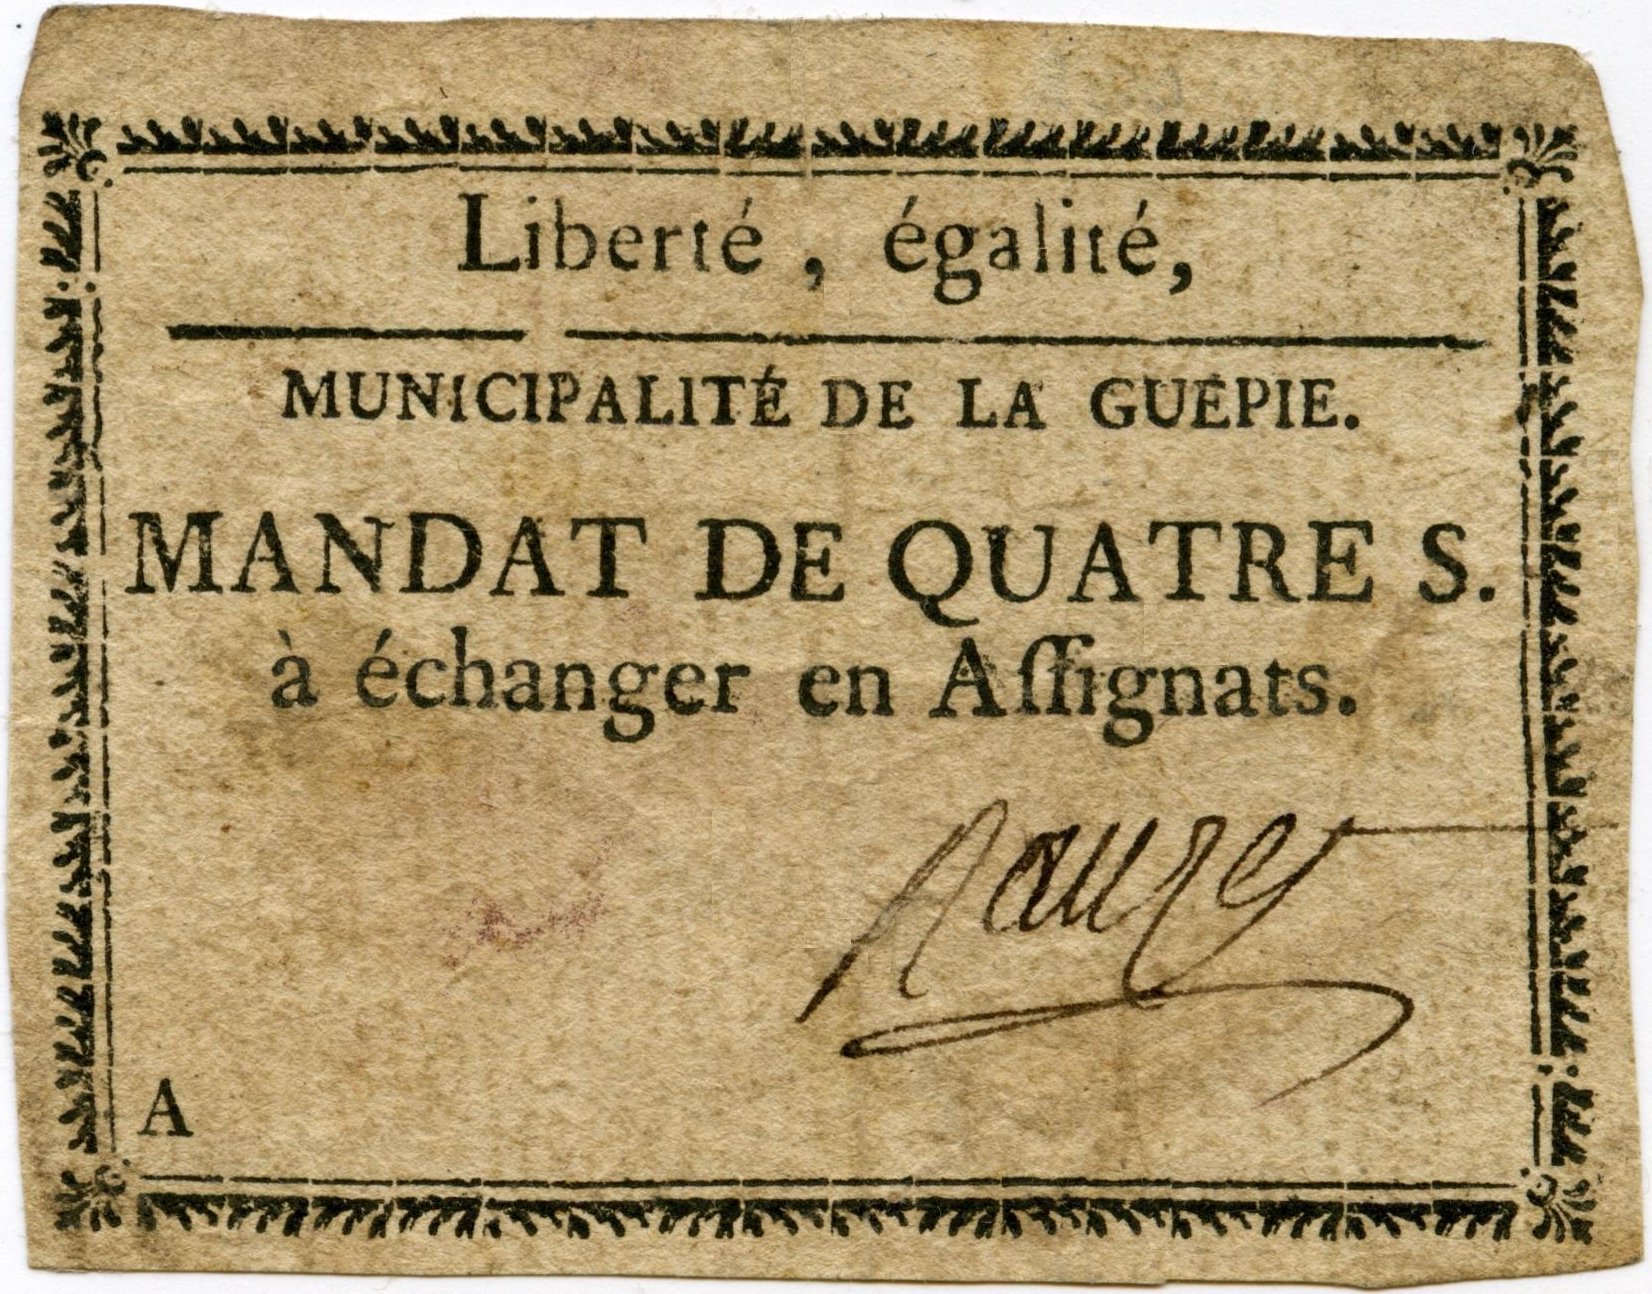 Liberté , égalité,
MUNICIPALITÉ DE LA GUÉPIE.
MANDAT DE QUATRE S.
à échanger en Aſſignats.
A